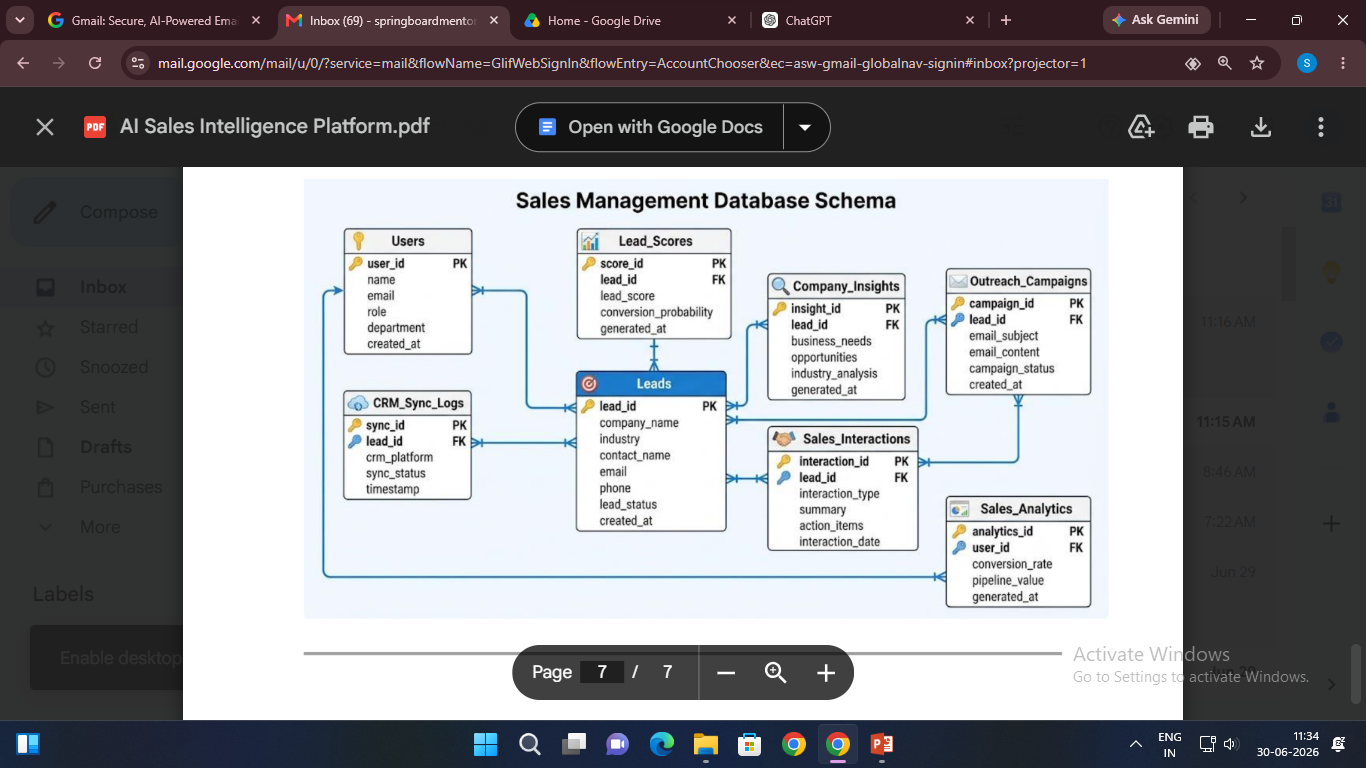 Gmail: Secure, AI-Powered Emai
Inbox (69) - springboardmentor
Home - Google Drive
ChatGPT
Ask Gemini
mail.google.com/mail/u/0/?service=mail&flowName=GlifWebSignIn&flowEntry=AccountChooser&ec=asw-gmail-globalnav-signin#inbox?projector=1
S
PDF
AI Sales Intelligence Platform.pdf
Open with Google Docs
Compose
Inbox
Starred
Snoozed
Sent
Drafts
Purchases
More
Labels
Enable desktop
11:16 AM
11:15 AM
8:46 AM
7:22 AM
Jun 29
31
Sales Management Database Schema
Users
user_id PK
name
email
role
department
created_at
Lead_Scores
score_id PK
lead_id FK
lead_score
conversion_probability
generated_at
Company_Insights
insight_id PK
lead_id FK
business_needs
opportunities
industry_analysis
generated_at
Outreach_Campaigns
campaign_id PK
lead_id FK
email_subject
email_content
campaign_status
created_at
CRM_Sync_Logs
sync_id PK
lead_id FK
crm_platform
sync_status
timestamp
Leads
lead_id PK
company_name
industry
contact_name
email
phone
lead_status
created_at
Sales_Interactions
interaction_id PK
lead_id FK
interaction_type
summary
action_items
interaction_date
Sales_Analytics
analytics_id PK
user_id FK
conversion_rate
pipeline_value
generated_at
Page 7 / 7
Activate Windows
Go to Settings to activate Windows.
ENG
IN
11:34
30-06-2026